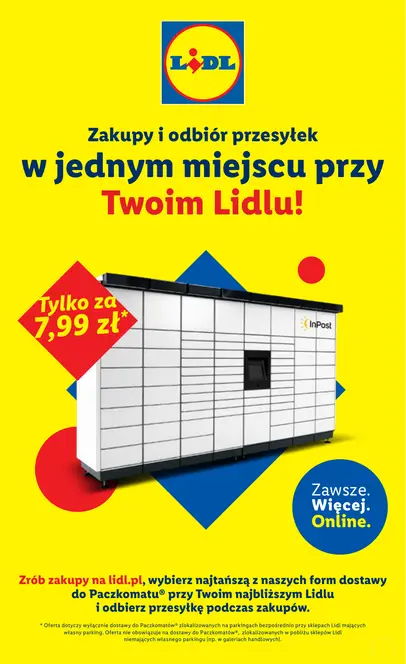 LIDL
Zakupy i odbiór przesyłek
w jednym miejscu przy
Twoim Lidlu!
Tylko za
7,99 zł*
InPost
Zawsze.
Więcej.
Online.
Zrób zakupy na lidl.pl, wybierz najtańszą z naszych form dostawy
do Paczkomatu® przy Twoim najbliższym Lidlu
i odbierz przesyłkę podczas zakupów.
* Oferta dotyczy wyłącznie dostawy do Paczkomatów® zlokalizowanych na parkingach bezpośrednio przy sklepach Lidl mających
własny parking. Oferta nie obowiązuje na dostawy do Paczkomatów®, zlokalizowanych w pobliżu sklepów Lidl
niemających własnego parkingu (np. w galeriach handlowych).